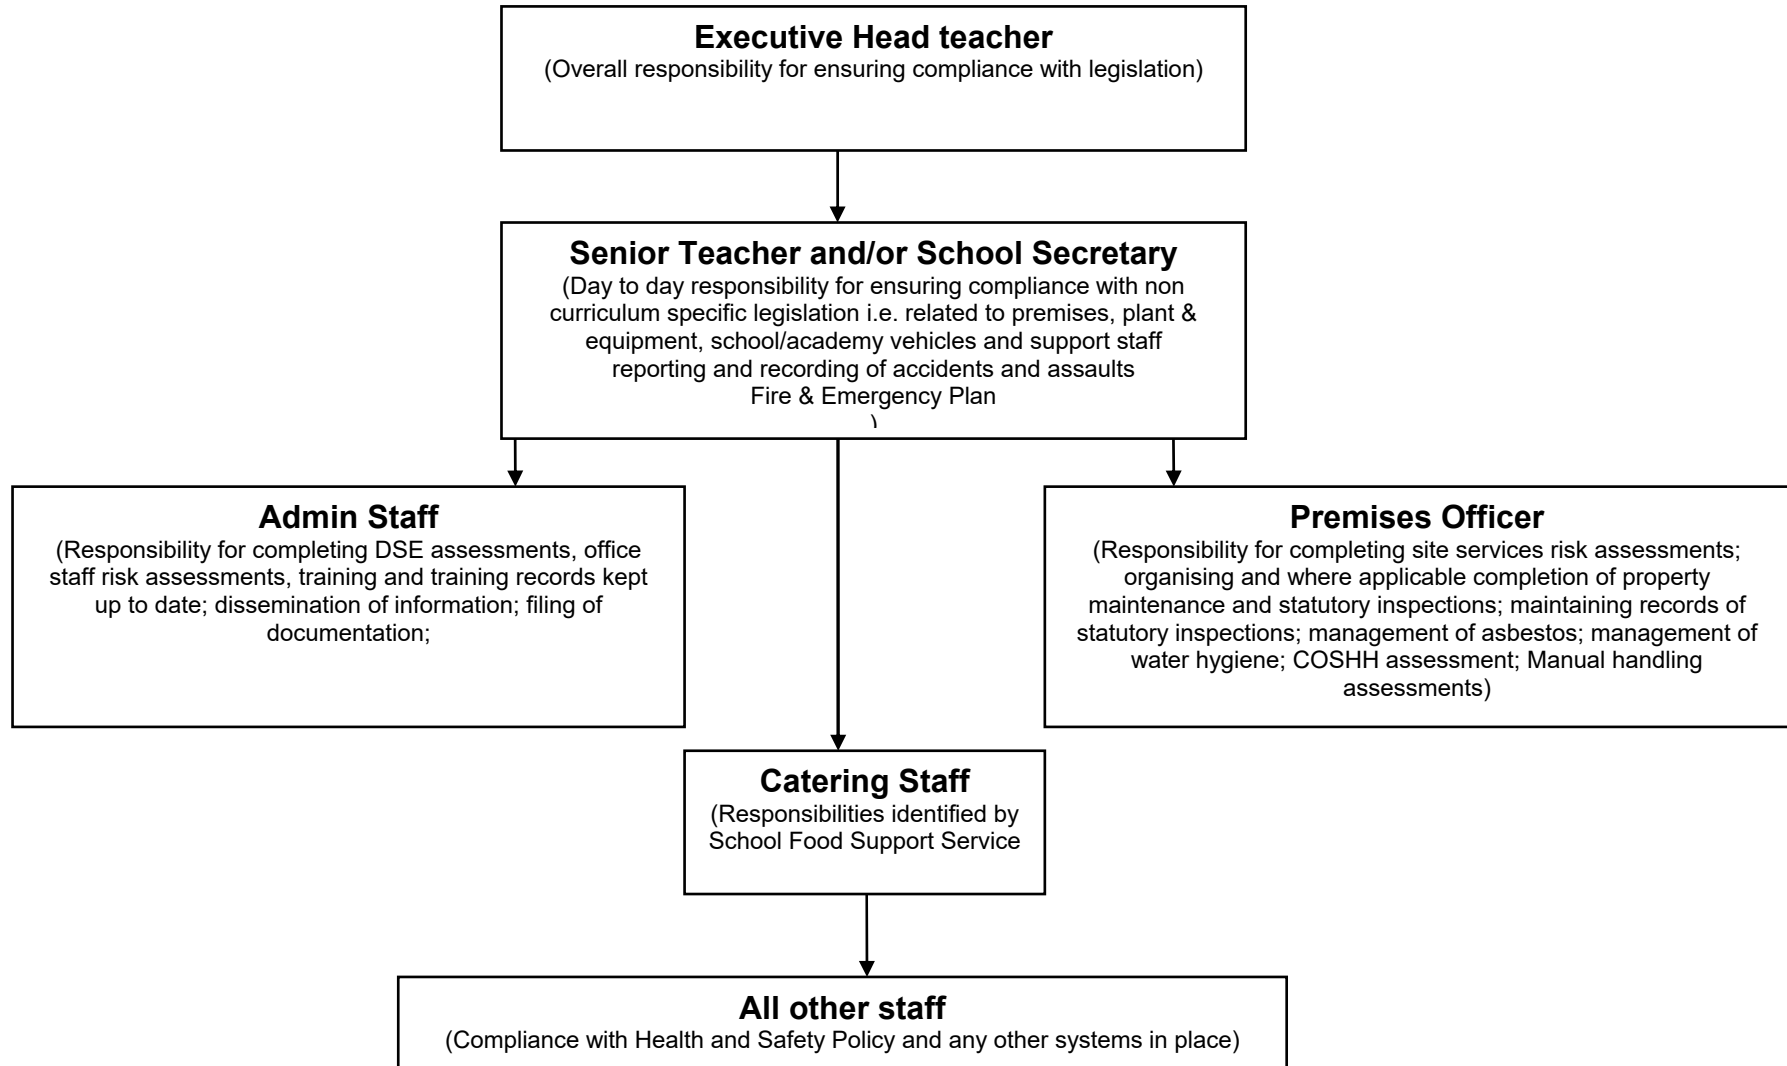 Executive Head teacher
(Overall responsibility for ensuring compliance with legislation)
Senior Teacher and/or School Secretary
(Day to day responsibility for ensuring compliance with non
curriculum specific legislation i.e. related to premises, plant &
equipment, school/academy vehicles and support staff
reporting and recording of accidents and assaults
Fire & Emergency Plan
)
Admin Staff
(Responsibility for completing DSE assessments, office
staff risk assessments, training and training records kept
up to date; dissemination of information; filing of
documentation;
Premises Officer
(Responsibility for completing site services risk assessments;
organising and where applicable completion of property
maintenance and statutory inspections; maintaining records of
statutory inspections; management of asbestos; management of
water hygiene; COSHH assessment; Manual handling
assessments)
Catering Staff
(Responsibilities identified by
School Food Support Service
All other staff
(Compliance with Health and Safety Policy and any other systems in place)